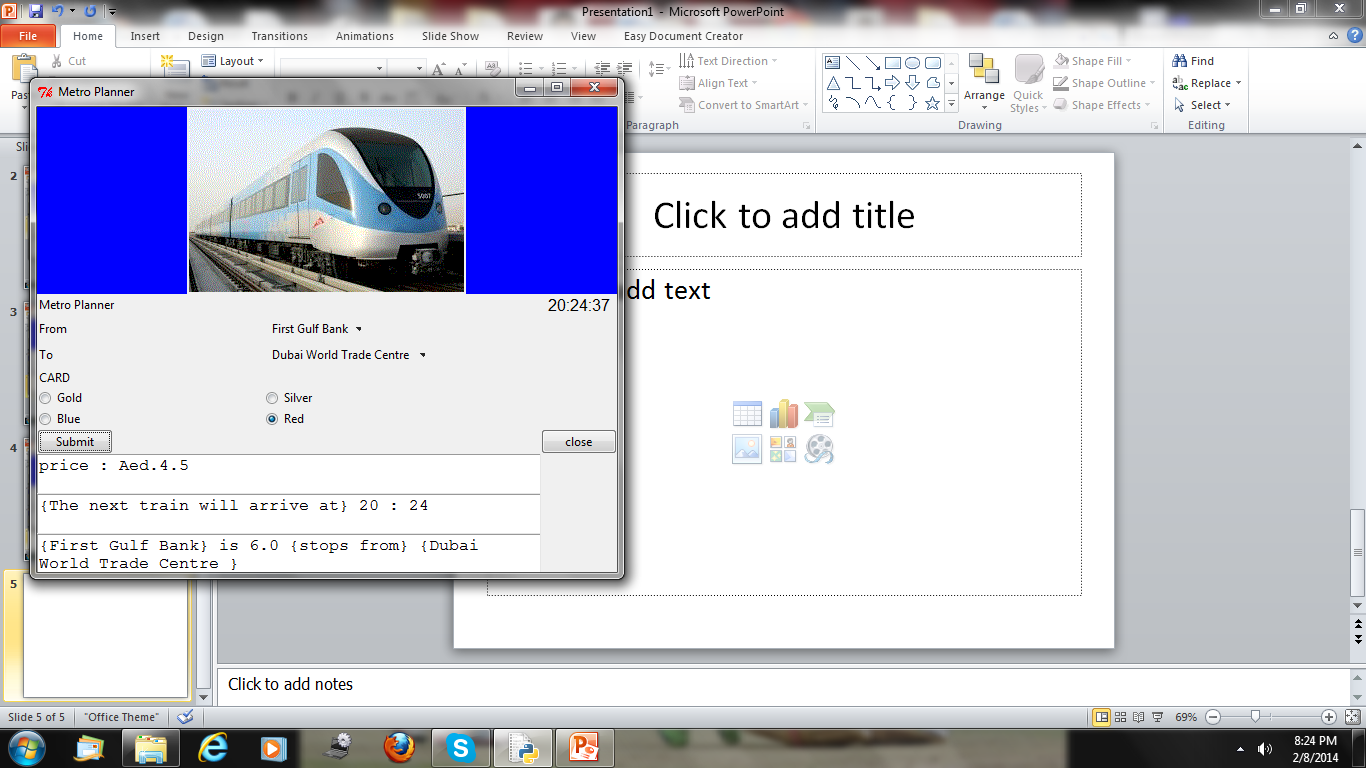 Presentation1 - Microsoft PowerPoint
File Home Insert Design Transitions Animations Slide Show Review View Easy Document Creator
Cut
Layout
Text Direction
Align Text
Convert to SmartArt
Arrange
Quick Styles
Shape Fill
Shape Outline
Shape Effects
Find
Replace
Select
Paragraph Drawing Editing
Metro Planner
Metro Planner 20:24:37
From First Gulf Bank
To Dubai World Trade Centre
CARD
Gold Silver
Blue Red
Submit close
price : Aed.4.5
{The next train will arrive at} 20 : 24
{First Gulf Bank} is 6.0 {stops from} {Dubai
World Trade Centre }
2
3
4
5
Click to add title
dd text
Click to add notes
Slide 5 of 5 "Office Theme" 69%
8:24 PM
2/8/2014